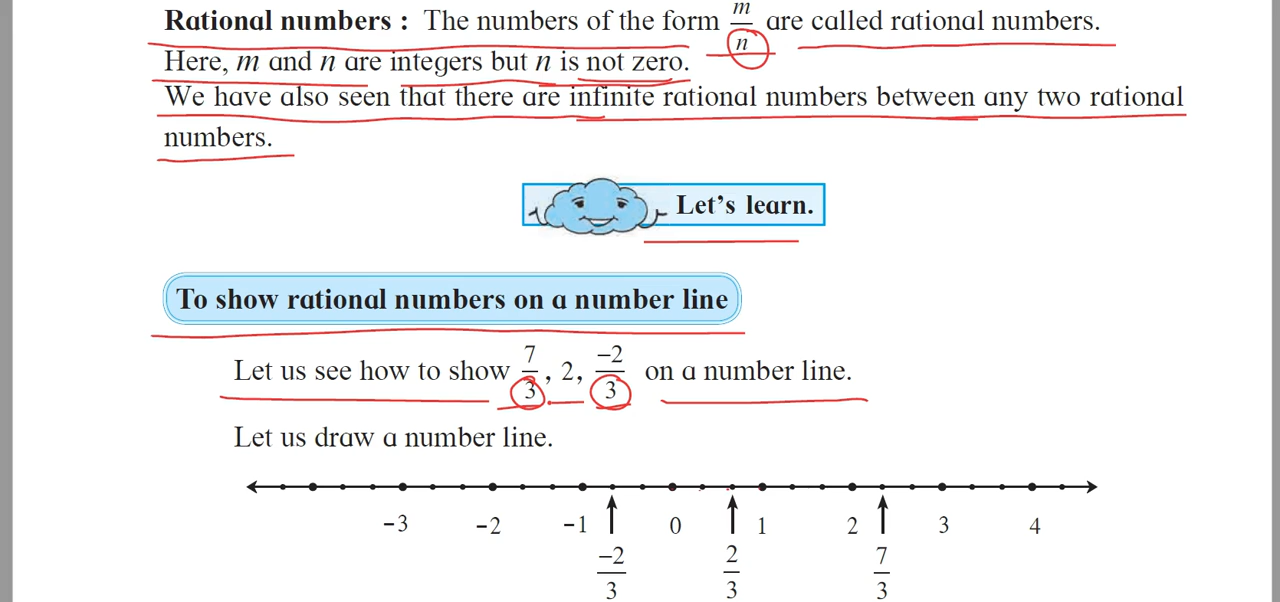 Rational numbers : The numbers of the form m/n are called rational numbers.
Here, m and n are integers but n is not zero.
We have also seen that there are infinite rational numbers between any two rational
numbers.
Let's learn.
To show rational numbers on a number line
Let us see how to show 7/3, 2, −2/3 on a number line.
Let us draw a number line.
−3 −2 −1 0 1 2 3 4
−2/3 2/3 7/3